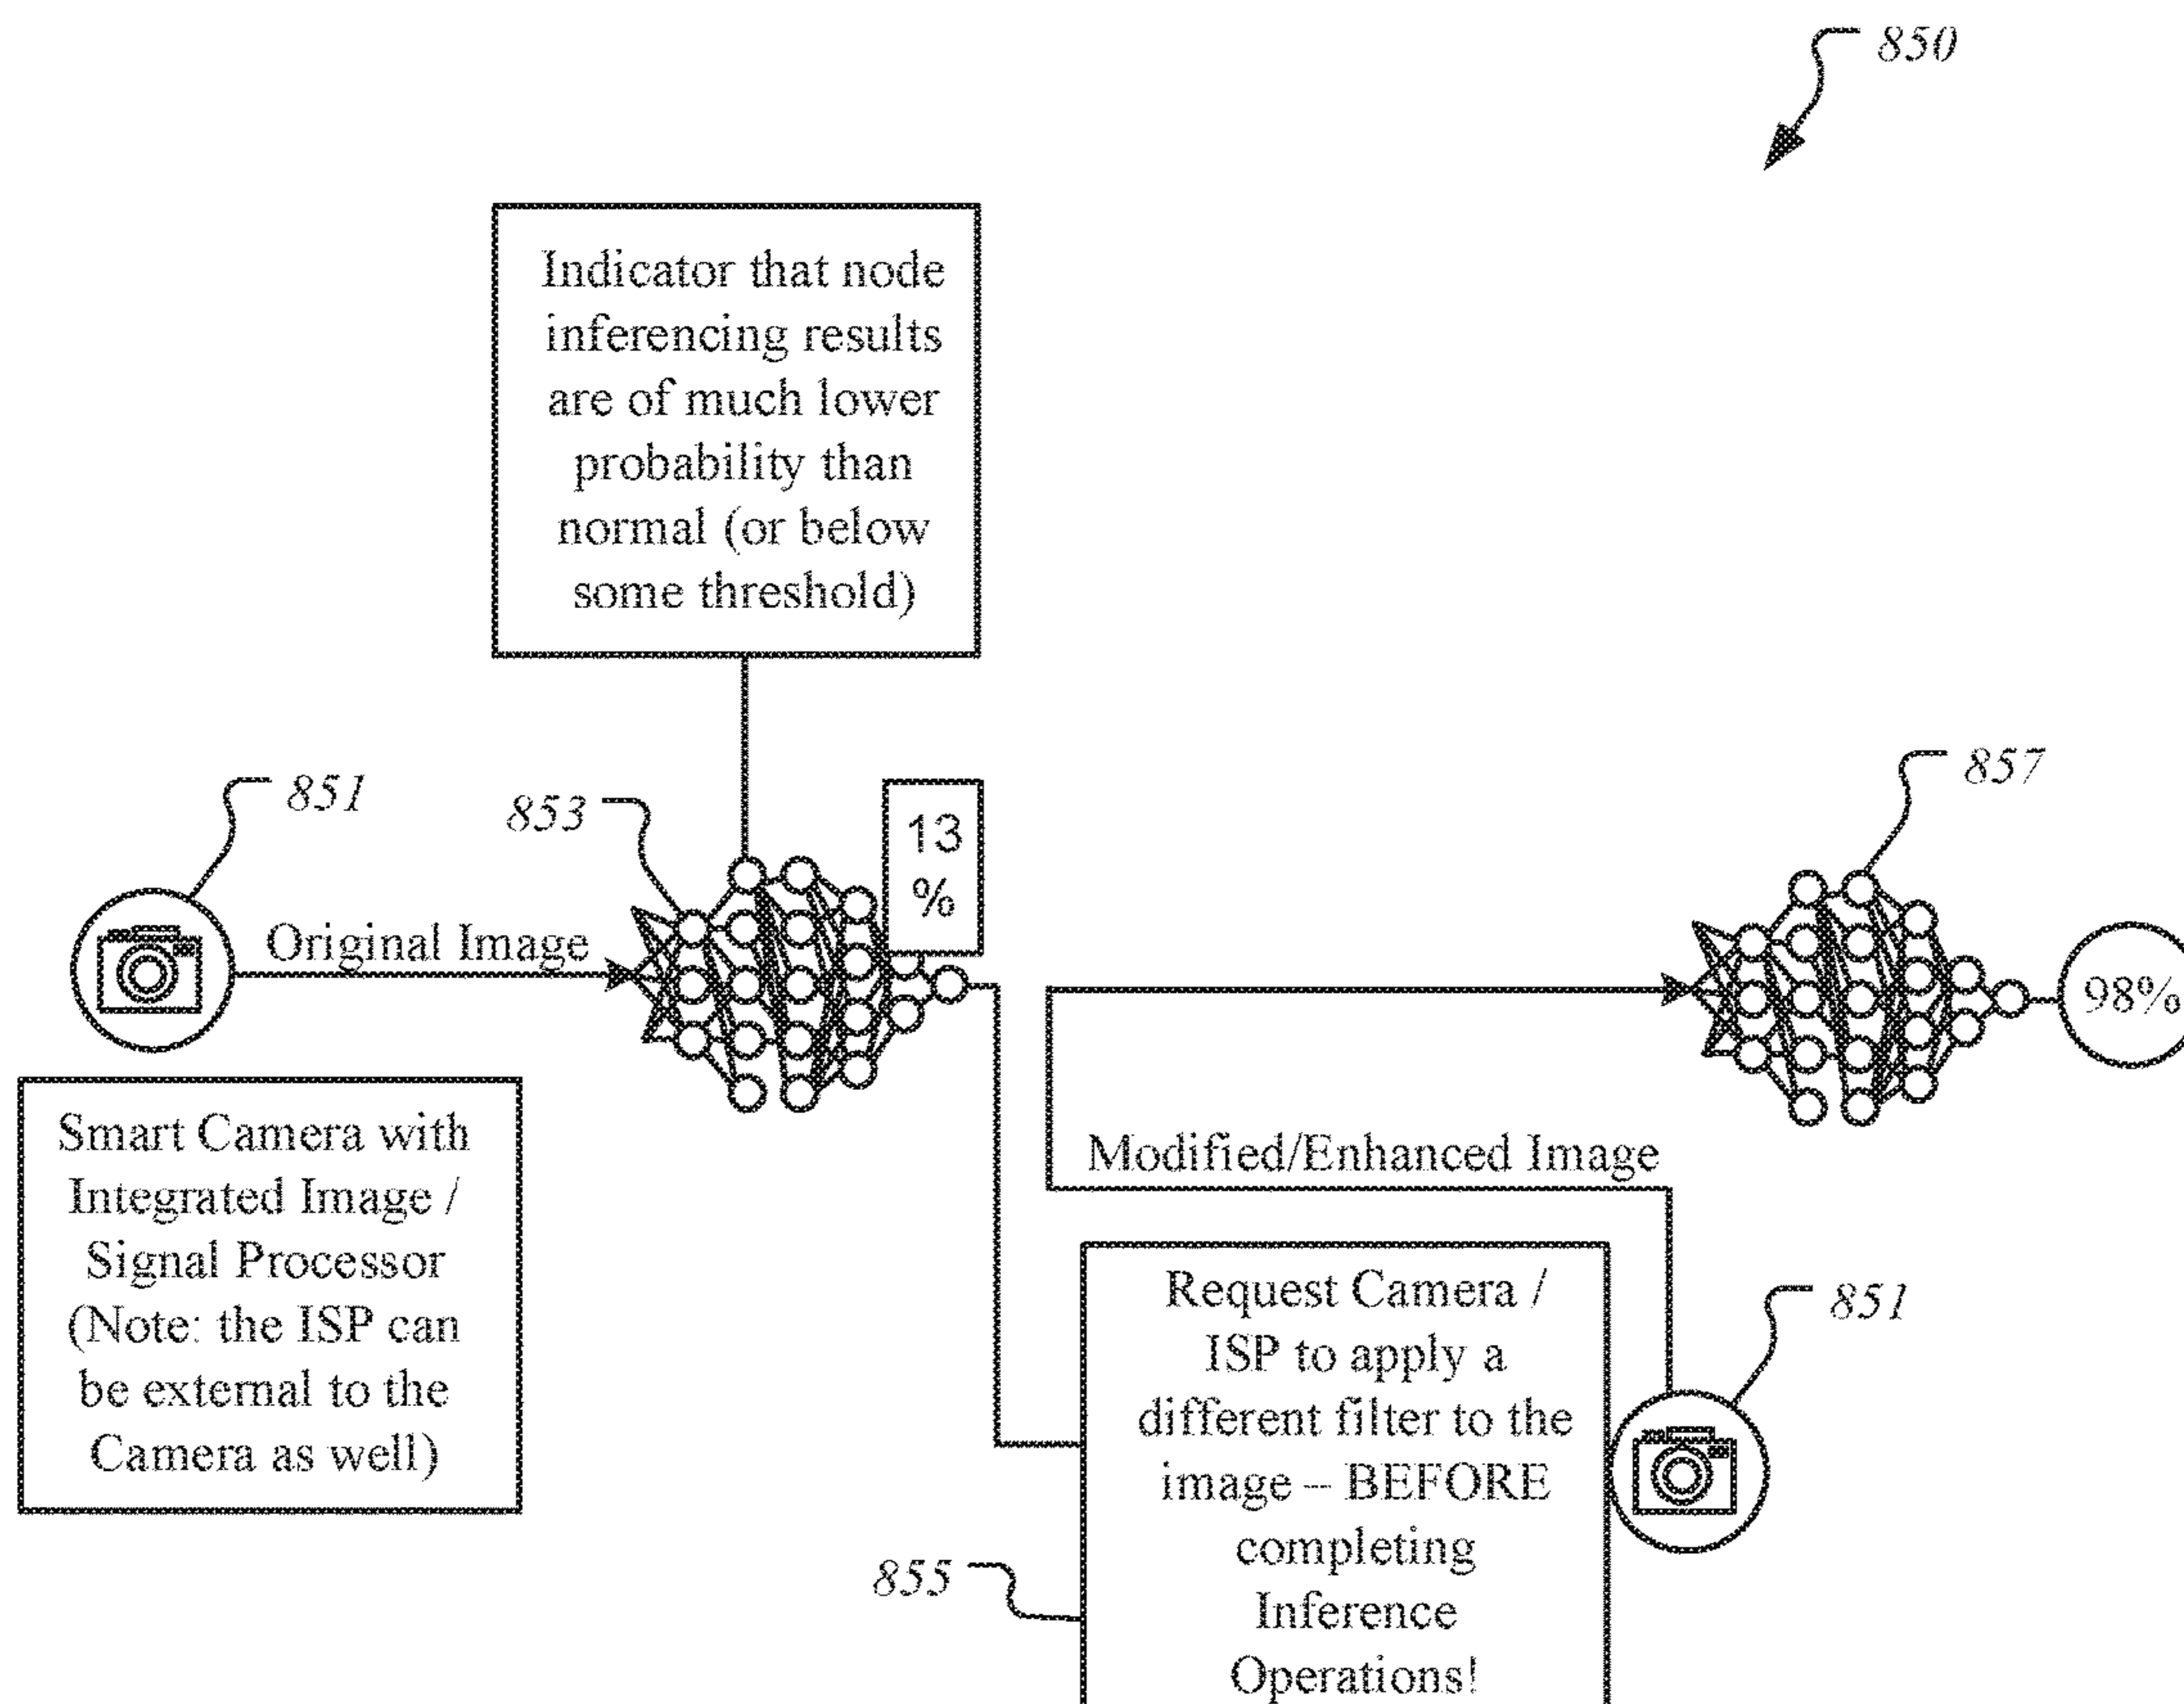 850
Indicator that node
inferencing results
are of much lower
probability than
normal (or below
some threshold)
851
853
13
%
857
Original Image
98%
Smart Camera with
Integrated Image /
Signal Processor
(Note: the ISP can
be external to the
Camera as well)
Modified/Enhanced Image
Request Camera /
ISP to apply a
different filter to the
image – BEFORE
completing
Inference
Operations!
851
855